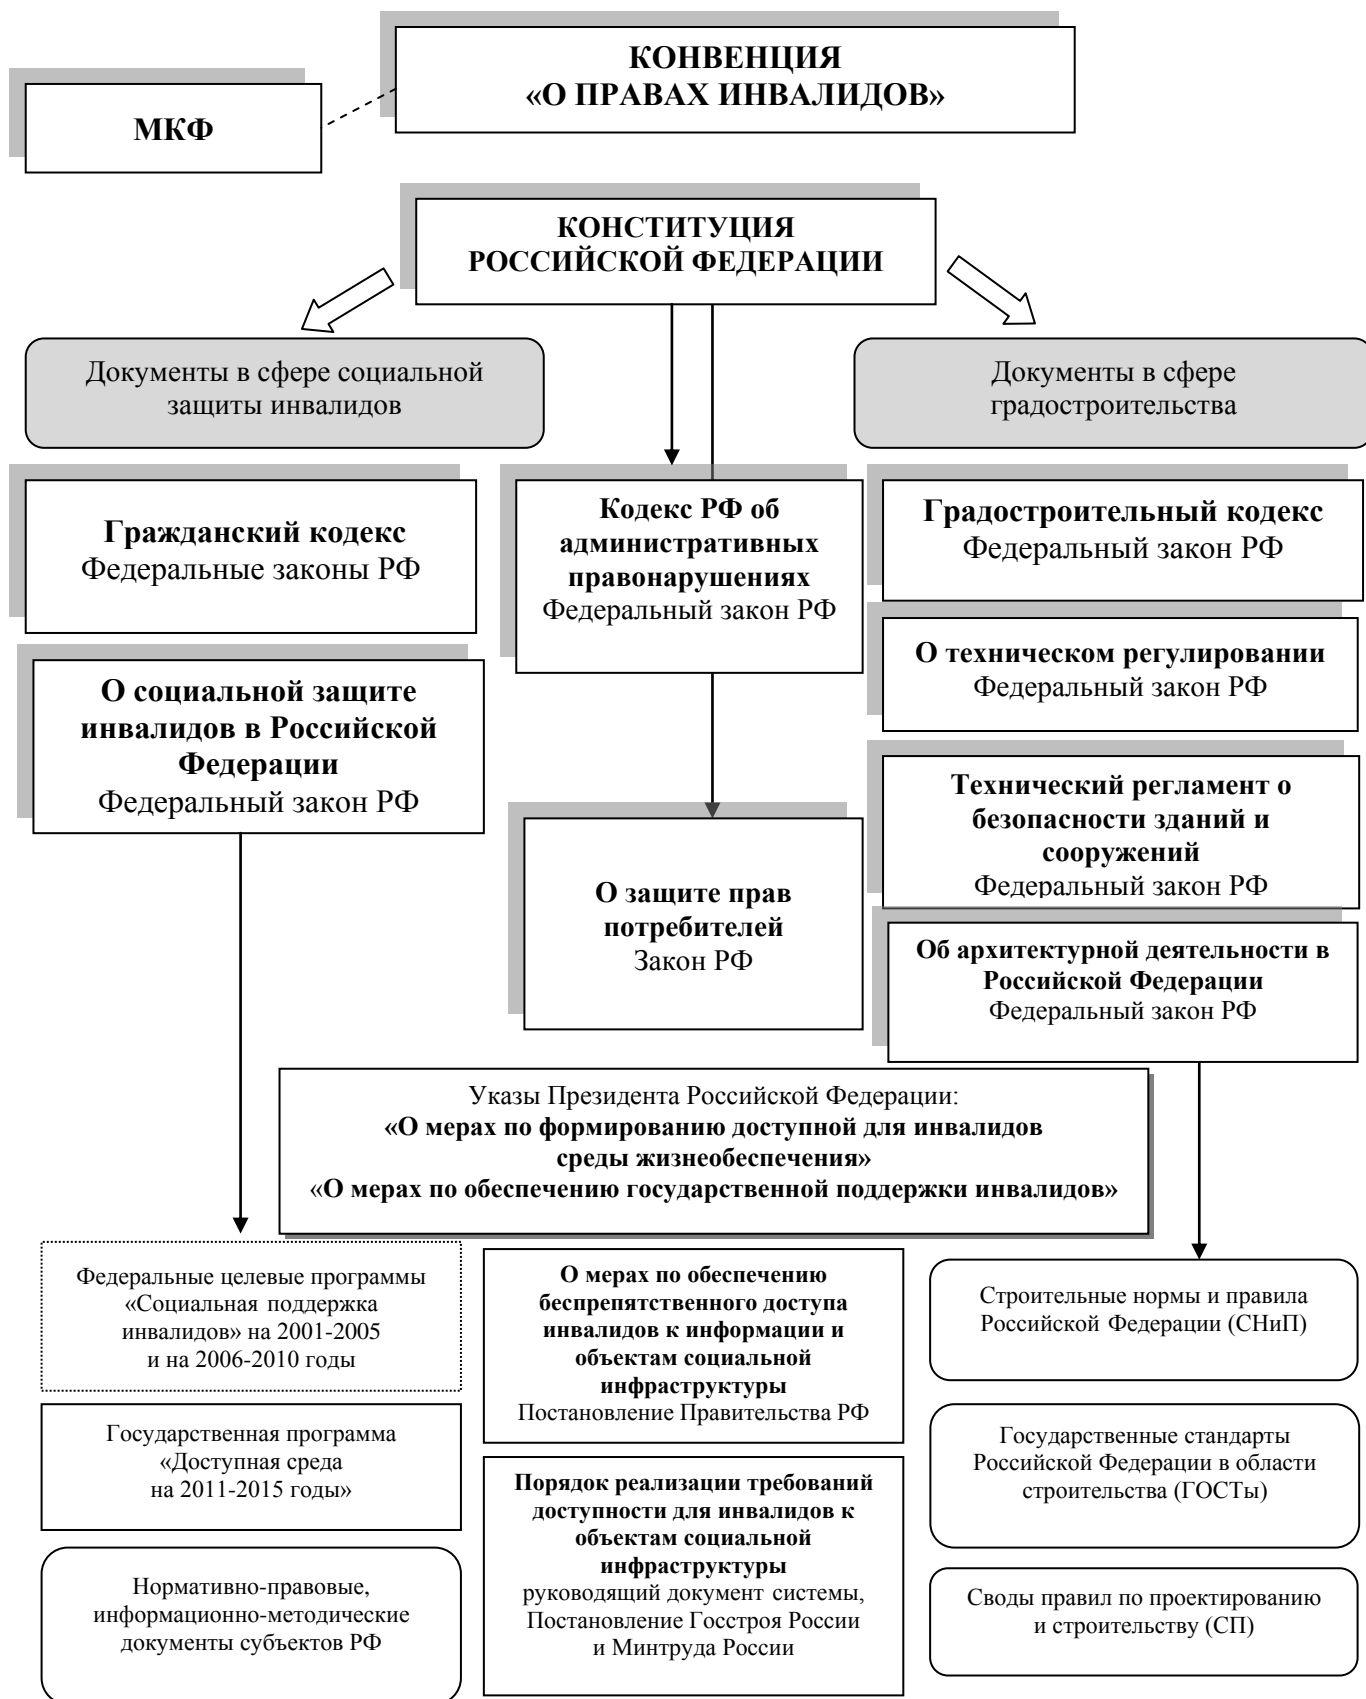 КОНВЕНЦИЯ
«О ПРАВАХ ИНВАЛИДОВ»
МКФ
КОНСТИТУЦИЯ
РОССИЙСКОЙ ФЕДЕРАЦИИ
Документы в сфере социальной
защиты инвалидов
Документы в сфере
градостроительства
Гражданский кодекс
Федеральные законы РФ
О социальной защите
инвалидов в Российской
Федерации
Федеральный закон РФ
Кодекс РФ об
административных
правонарушениях
Федеральный закон РФ
О защите прав
потребителей
Закон РФ
Градостроительный кодекс
Федеральный закон РФ
О техническом регулировании
Федеральный закон РФ
Технический регламент о
безопасности зданий и
сооружений
Федеральный закон РФ
Об архитектурной деятельности в
Российской Федерации
Федеральный закон РФ
Указы Президента Российской Федерации:
«О мерах по формированию доступной для инвалидов
среды жизнеобеспечения»
«О мерах по обеспечению государственной поддержки инвалидов»
Федеральные целевые программы
«Социальная поддержка
инвалидов» на 2001-2005
и на 2006-2010 годы
Государственная программа
«Доступная среда
на 2011-2015 годы»
Нормативно-правовые,
информационно-методические
документы субъектов РФ
О мерах по обеспечению
беспрепятственного доступа
инвалидов к информации и
объектам социальной
инфраструктуры
Постановление Правительства РФ
Порядок реализации требований
доступности для инвалидов к
объектам социальной
инфраструктуры
руководящий документ системы,
Постановление Госстроя России
и Минтруда России
Строительные нормы и правила
Российской Федерации (СНиП)
Государственные стандарты
Российской Федерации в области
строительства (ГОСТы)
Своды правил по проектированию
и строительству (СП)